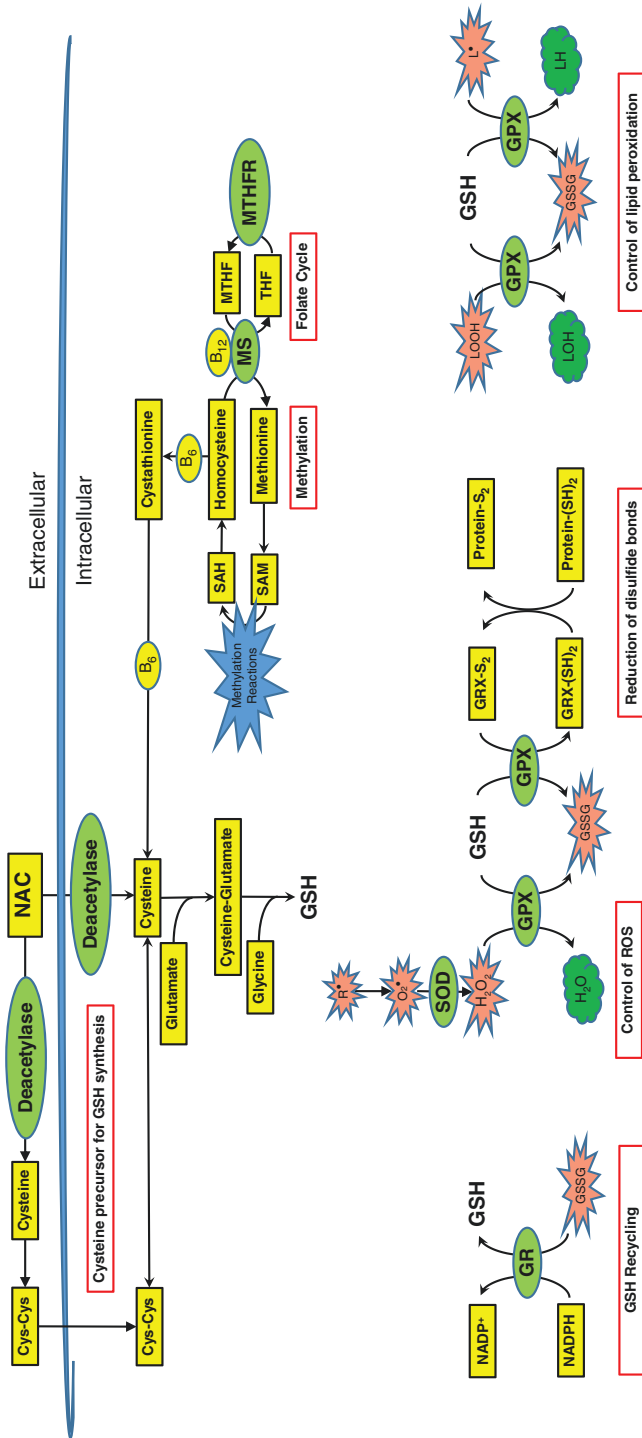 Extracellular
Intracellular
NAC
Deacetylase
Deacetylase
Cysteine
Cys-Cys
Cys-Cys
Cysteine precursor for GSH synthesis
Cysteine
Glutamate
Cysteine-Glutamate
Glycine
GSH
B₆
Cystathionine
B₆
Homocysteine
SAH
SAM
Methylation
Reactions
Methionine
Methylation
B₁₂
MS
MTHF
THF
MTHFR
Folate Cycle
NADP⁺
NADPH
GR
GSH
GSSG
GSH Recycling
R•
O₂•
SOD
H₂O₂
GPX
H₂O
GSH
GSSG
Control of ROS
GPX
GRX-S₂
GRX-(SH)₂
Protein-S₂
Protein-(SH)₂
Reduction of disulfide bonds
LOOH
GPX
LOH
GSH
GSSG
GPX
L•
LH
Control of lipid peroxidation